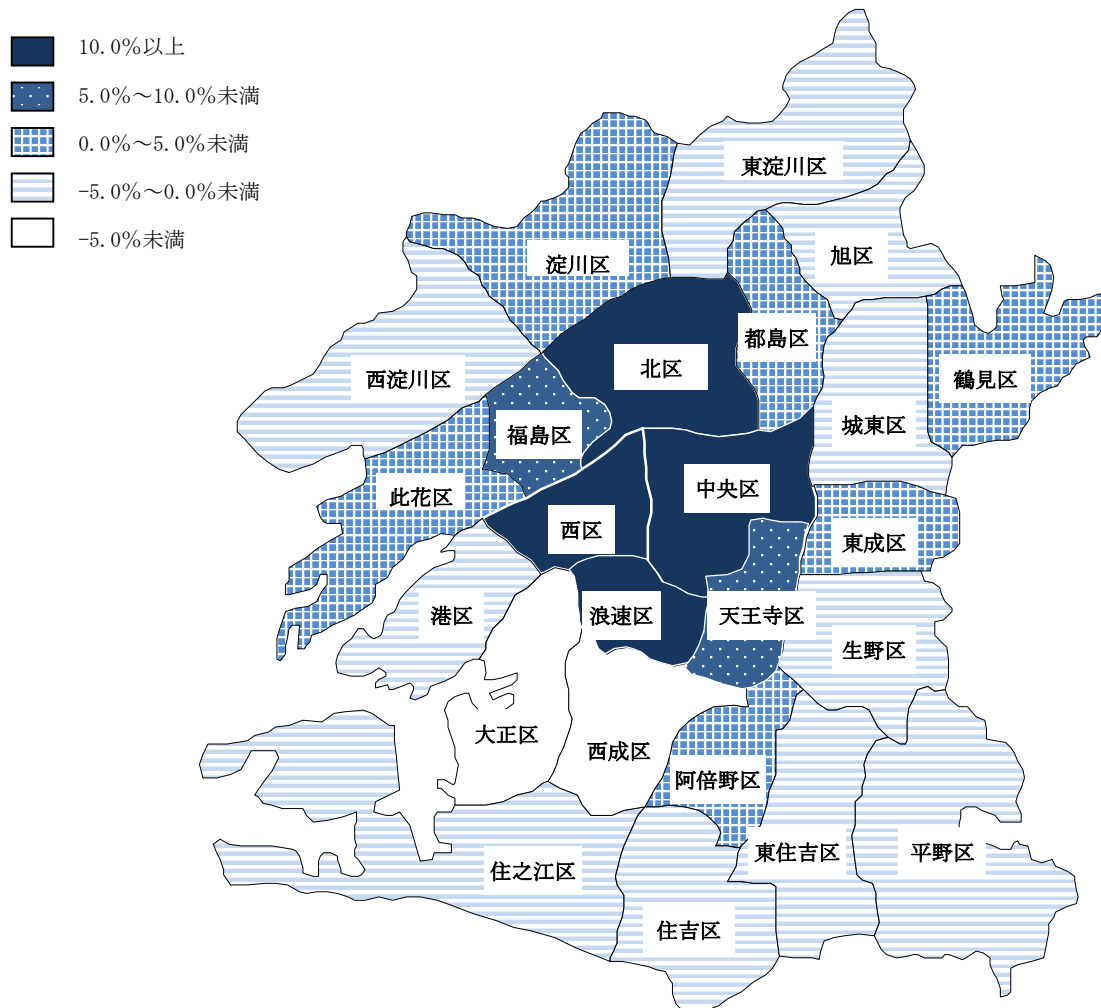 10.0%以上
5.0%～10.0%未満
0.0%～5.0%未満
-5.0%～0.0%未満
-5.0%未満
東淀川区
淀川区
旭区
都島区
北区
西淀川区
鶴見区
福島区
城東区
中央区
此花区
西区
東成区
港区
浪速区
天王寺区
生野区
大正区
西成区
阿倍野区
東住吉区
平野区
住之江区
住吉区